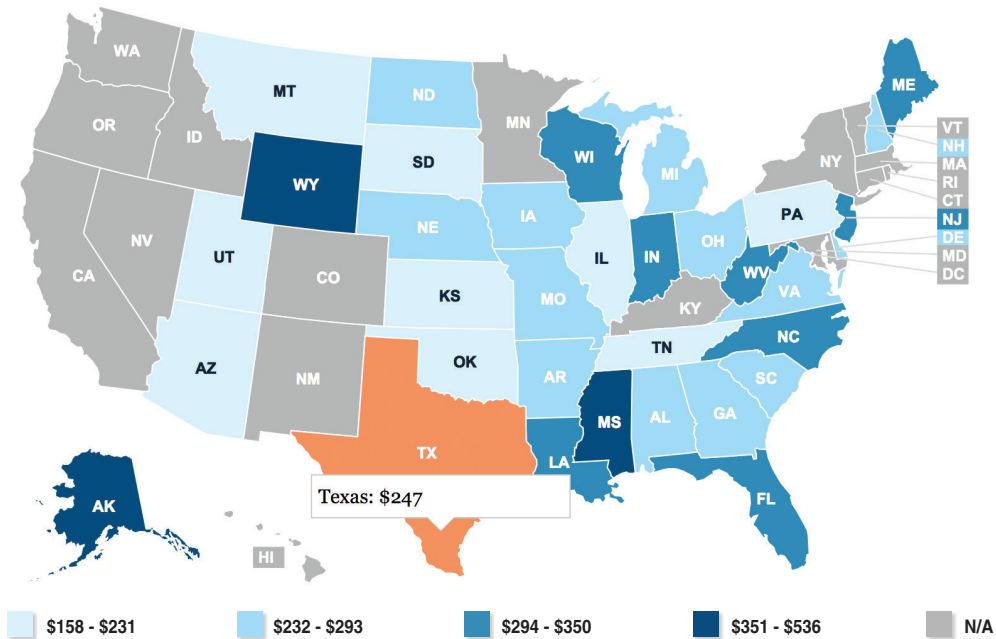 WA
MT
ND
MN
ME
OR
ID
SD
WI
MI
NY
VT
NH
MA
RI
CT
NJ
DE
MD
DC
WY
NE
IA
PA
NV
UT
CO
KS
MO
IL
IN
OH
WV
VA
CA
KY
AZ
NM
OK
AR
TN
NC
SC
TX
LA
MS
AL
GA
FL
Texas: $247
AK
HI
$158 - $231
$232 - $293
$294 - $350
$351 - $536
N/A